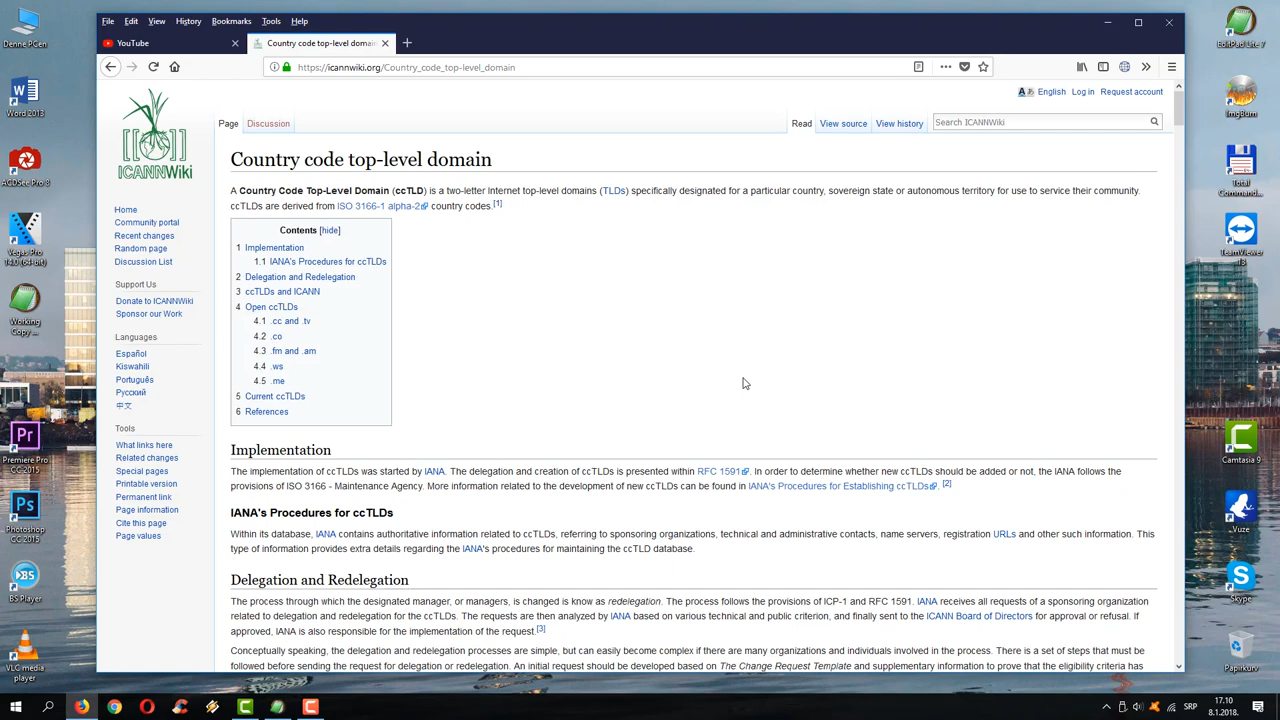 Denne PCen
Word 2013
ACDSee Pro 8
Working
Copy ...
Premiere Pro
CC 2015
Photoshop
CC 2015
BS Player
VLC media
player
File Edit View History Bookmarks Tools Help
YouTube
Country code top-level domain
https://icannwiki.org/Country_code_top-level_domain
ICANNWIKI
Home
Community portal
Recent changes
Random page
Discussion List
Support Us
Donate to ICANNWiki
Sponsor our Work
Languages
Español
Kiswahili
Português
Русский
中文
Tools
What links here
Related changes
Special pages
Printable version
Permanent link
Page information
Cite this page
Page values
English Log in Request account
Page Discussion Read View source View history Search ICANNWiki
Country code top-level domain
A Country Code Top-Level Domain (ccTLD) is a two-letter Internet top-level domains (TLDs) specifically designated for a particular country, sovereign state or autonomous territory for use to service their community.
ccTLDs are derived from ISO 3166-1 alpha-2 country codes.[1]
Contents [hide]
1 Implementation
1.1 IANA's Procedures for ccTLDs
2 Delegation and Redelegation
3 ccTLDs and ICANN
4 Open ccTLDs
4.1 .cc and .tv
4.2 .co
4.3 .fm and .am
4.4 .ws
4.5 .me
5 Current ccTLDs
6 References
Implementation
The implementation of ccTLDs was started by IANA. The delegation and creation of ccTLDs is presented within RFC 1591. In order to determine whether new ccTLDs should be added or not, the IANA follows the
provisions of ISO 3166 - Maintenance Agency. More information related to the development of new ccTLDs can be found in IANA's Procedures for Establishing ccTLDs. [2]
IANA's Procedures for ccTLDs
Within its database, IANA contains authoritative information related to ccTLDs, referring to sponsoring organizations, technical and administrative contacts, name servers, registration URLs and other such information. This
type of information provides extra details regarding the IANA's procedures for maintaining the ccTLD database.
Delegation and Redelegation
The process through which the designated manager, or managers, is changed is know as redelegation. The process follows the provisions of ICP-1 and RFC 1591. IANA receives all requests of a sponsoring organization
related to delegation and redelegation for the ccTLDs. The requests are then analyzed by IANA based on various technical and public criterion, and finally sent to the ICANN Board of Directors for approval or refusal. If
approved, IANA is also responsible for the implementation of the request.[3]
Conceptually speaking, the delegation and redelegation processes are simple, but can easily become complex if there are many organizations and individuals involved in the process. There is a set of steps that must be
followed before sending the request for delegation or redelegation. An initial request should be developed based on The Change Request Template and supplementary information to prove that the eligibility criteria has
EditPad Lite 7
ImgBurn
Total
Command...
TeamViewer
13
Camtasia 9
Vuze
Skype
Papirkurv
SRP
17.10
8.1.2018.